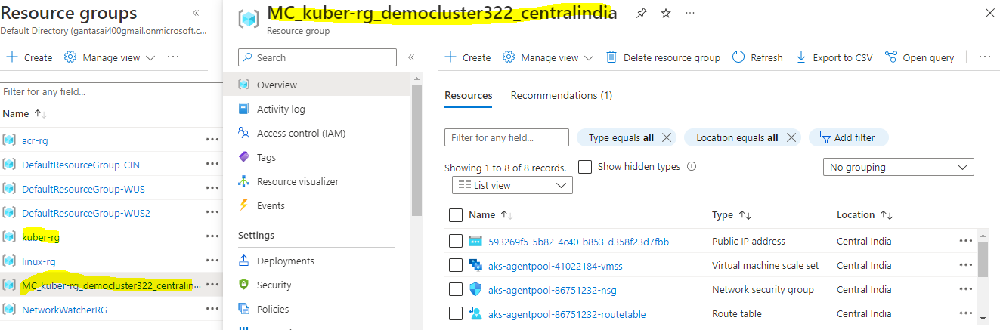 Resource groups
Default Directory (gantasai400gmail.onmicrosoft.c...
Create
Manage view
...
Filter for any field...
Name
acr-rg
DefaultResourceGroup-CIN
DefaultResourceGroup-WUS
DefaultResourceGroup-WUS2
kuber-rg
linux-rg
MC_kuber-rg_democluster322_centralin...
NetworkWatcherRG
MC_kuber-rg_democluster322_centralindia
Resource group
Search
Overview
Activity log
Access control (IAM)
Tags
Resource visualizer
Events
Settings
Deployments
Security
Policies
Create Manage view Delete resource group Refresh Export to CSV Open query
Resources Recommendations (1)
Filter for any field... Type equals all Location equals all Add filter
Showing 1 to 8 of 8 records. Show hidden types No grouping
List view
Name Type Location
593269f5-5b82-4c40-b853-d358f23d7fbb Public IP address Central India
aks-agentpool-41022184-vmss Virtual machine scale set Central India
aks-agentpool-86751232-nsg Network security group Central India
aks-agentpool-86751232-routetable Route table Central India